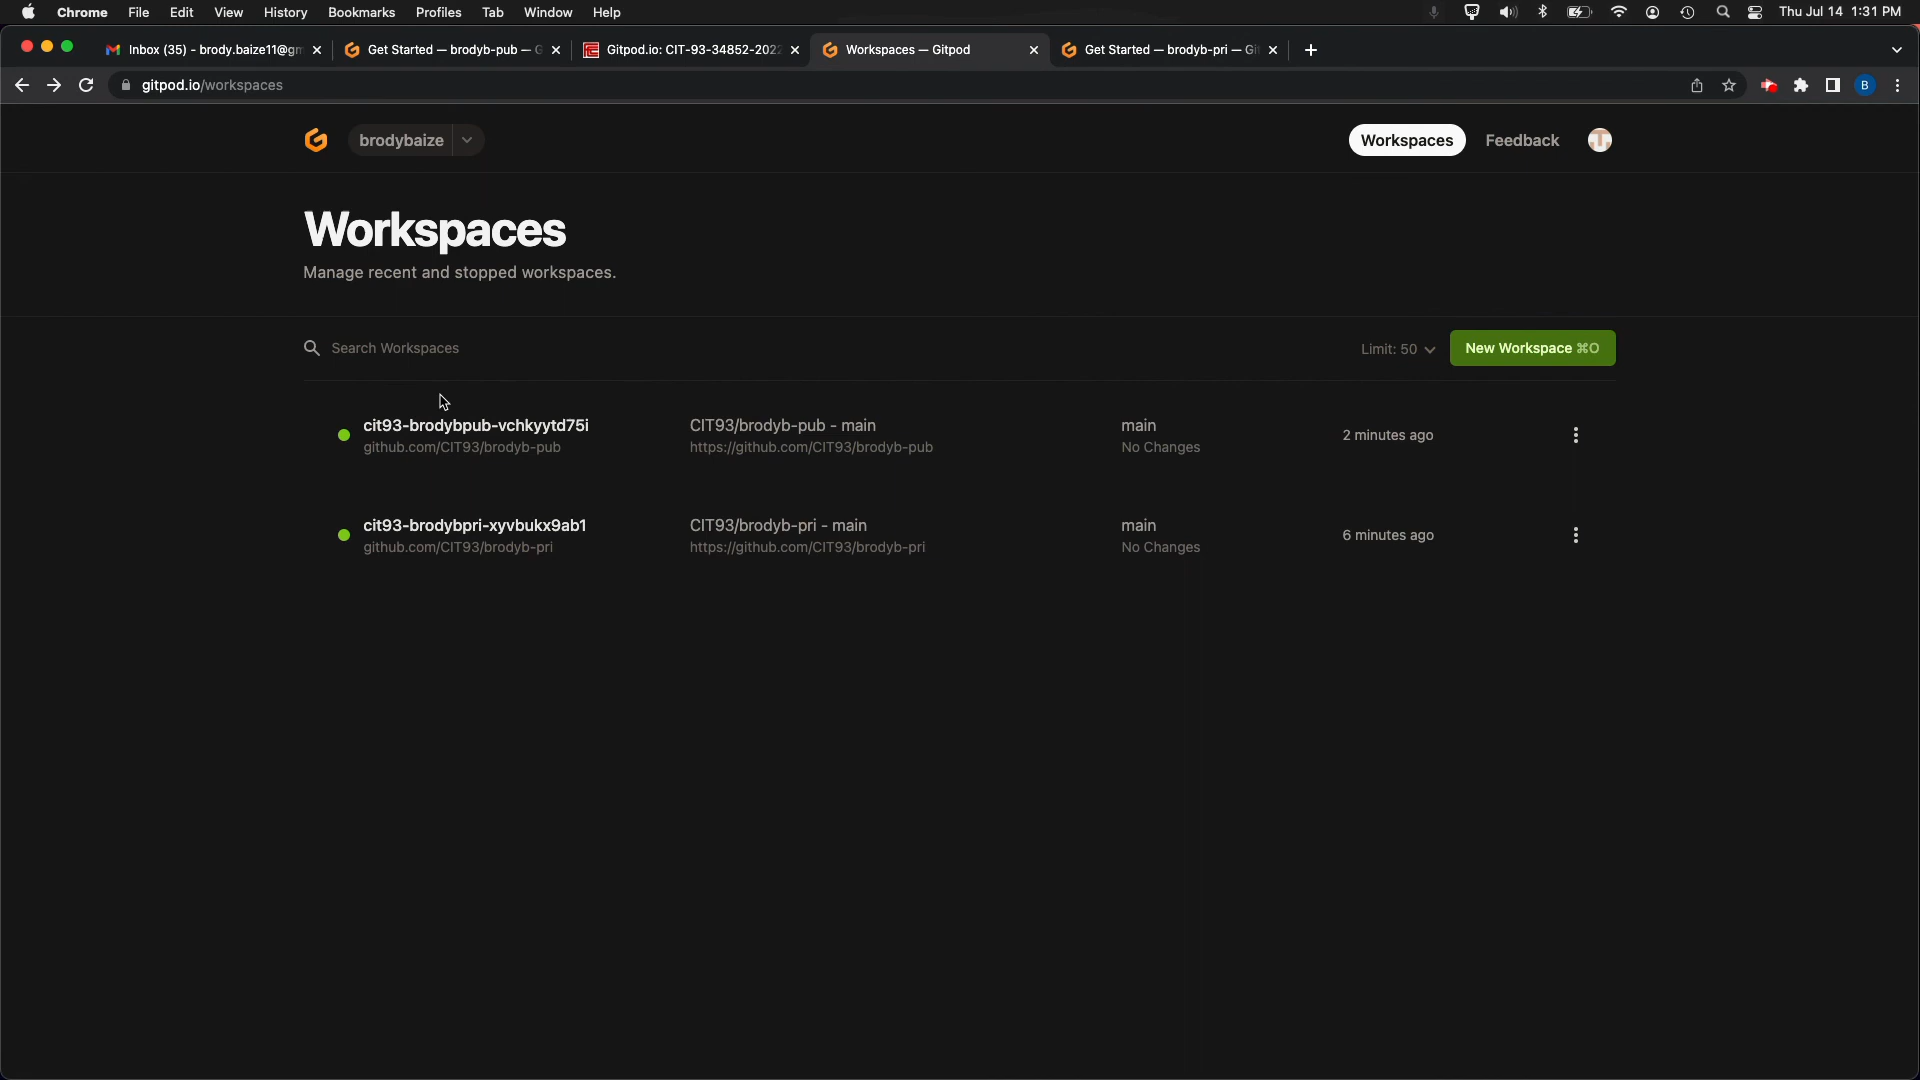 Chrome File Edit View History Bookmarks Profiles Tab Window Help Thu Jul 14 1:31 PM
Inbox (35) - brody.baize11@gm Get Started — brodyb-pub — G Gitpod.io: CIT-93-34852-2022 Workspaces — Gitpod Get Started — brodyb-pri — Git
gitpod.io/workspaces B
brodybaize Workspaces Feedback
Workspaces
Manage recent and stopped workspaces.
Search Workspaces Limit: 50 New Workspace ⌘O
cit93-brodybpub-vchkyytd75i CIT93/brodyb-pub - main main 2 minutes ago
github.com/CIT93/brodyb-pub https://github.com/CIT93/brodyb-pub No Changes
cit93-brodybpri-xyvbukx9ab1 CIT93/brodyb-pri - main main 6 minutes ago
github.com/CIT93/brodyb-pri https://github.com/CIT93/brodyb-pri No Changes